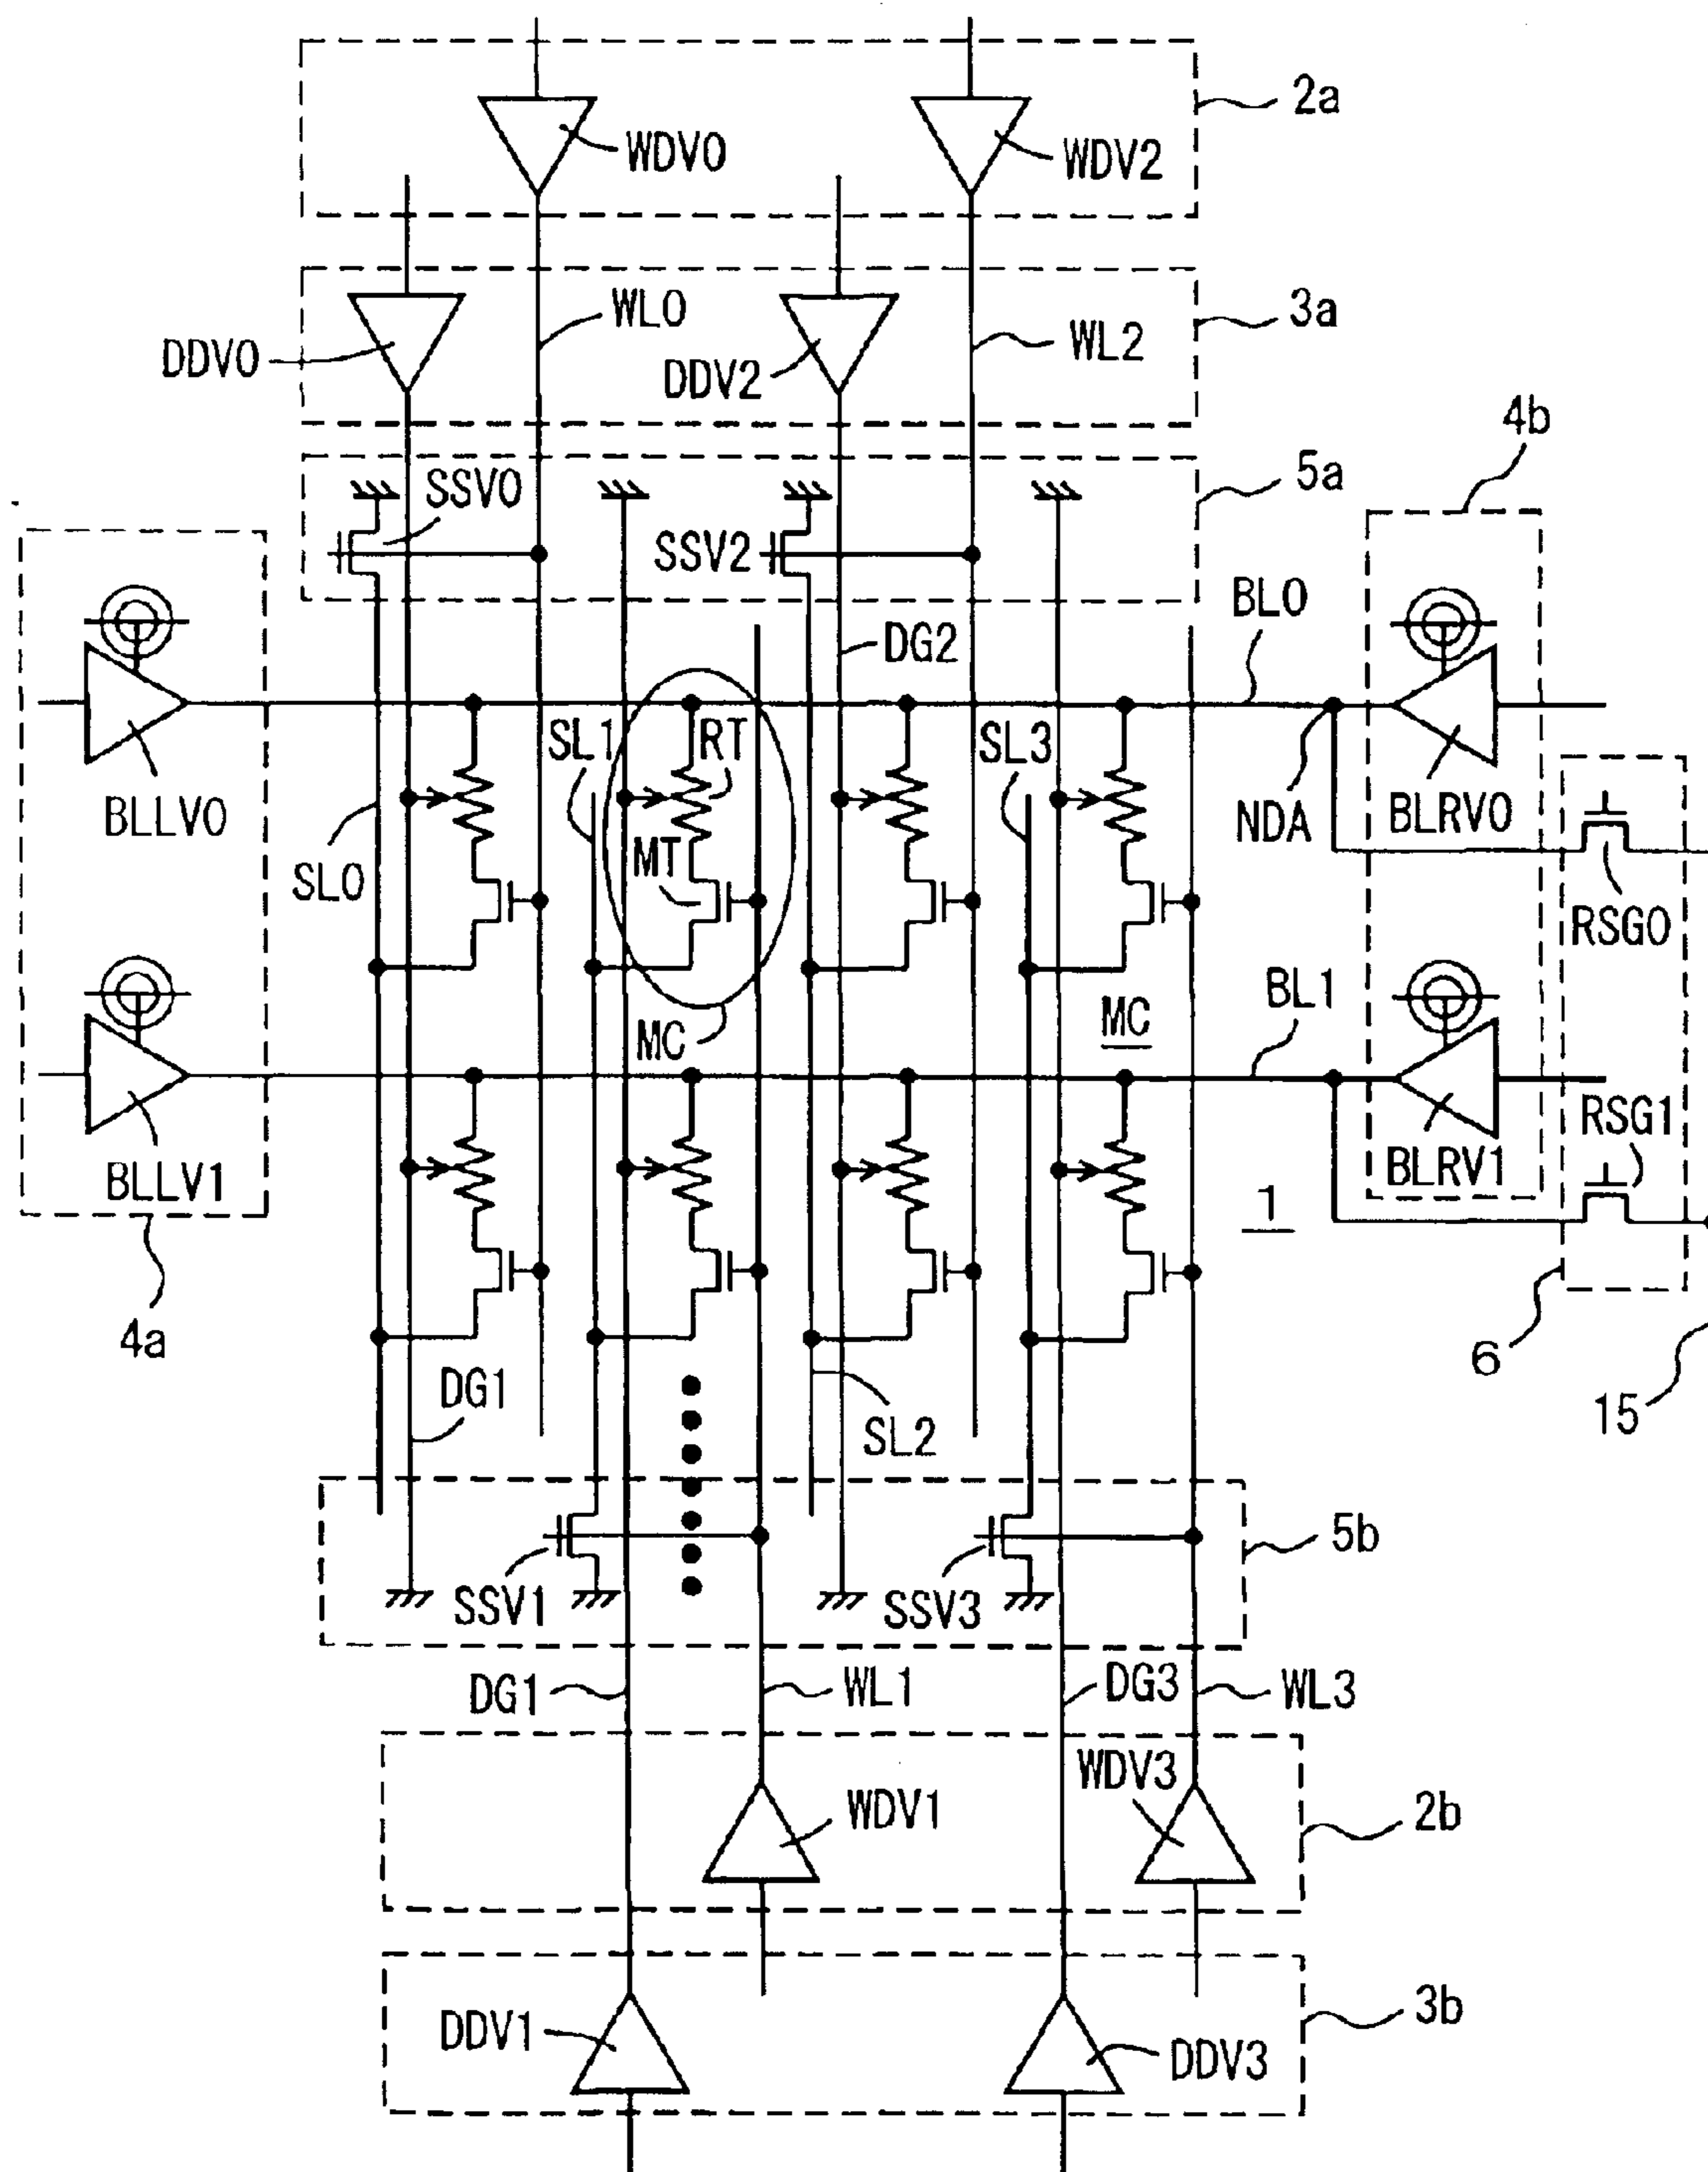 2a
WDV0
WDV2
WL0
3a
WL2
DDV0
DDV2
4b
SSV0
5a
SSV2
BL0
DG2
SL1
RT
SL3
BLLV0
NDA
BLRV0
SL0
MT
RSG0
BL1
MC
MC
RSG1
BLLV1
BLRV1
1
4a
6
DG1
15
SL2
5b
SSV1
SSV3
DG1
WL1
DG3
WL3
WDV3
WDV1
2b
3b
DDV1
DDV3